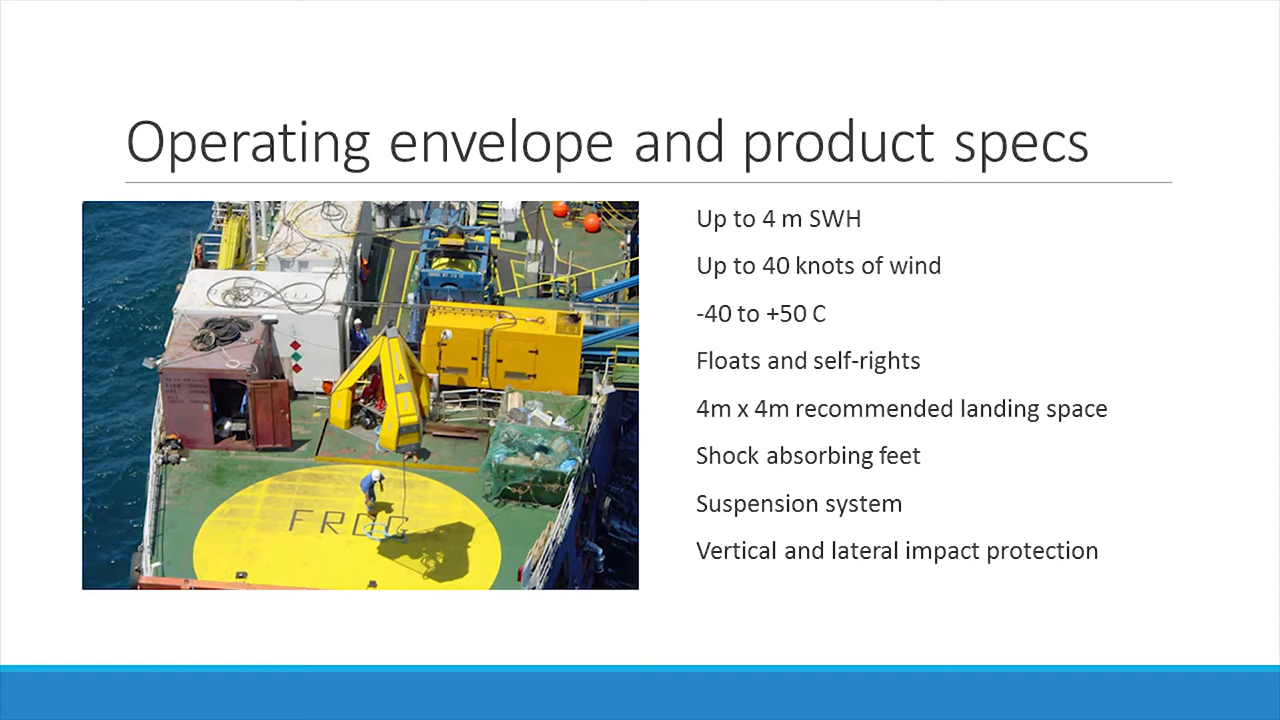 Operating envelope and product specs
Up to 4 m SWH
Up to 40 knots of wind
-40 to +50 C
Floats and self-rights
4m x 4m recommended landing space
Shock absorbing feet
Suspension system
Vertical and lateral impact protection
A
FROG